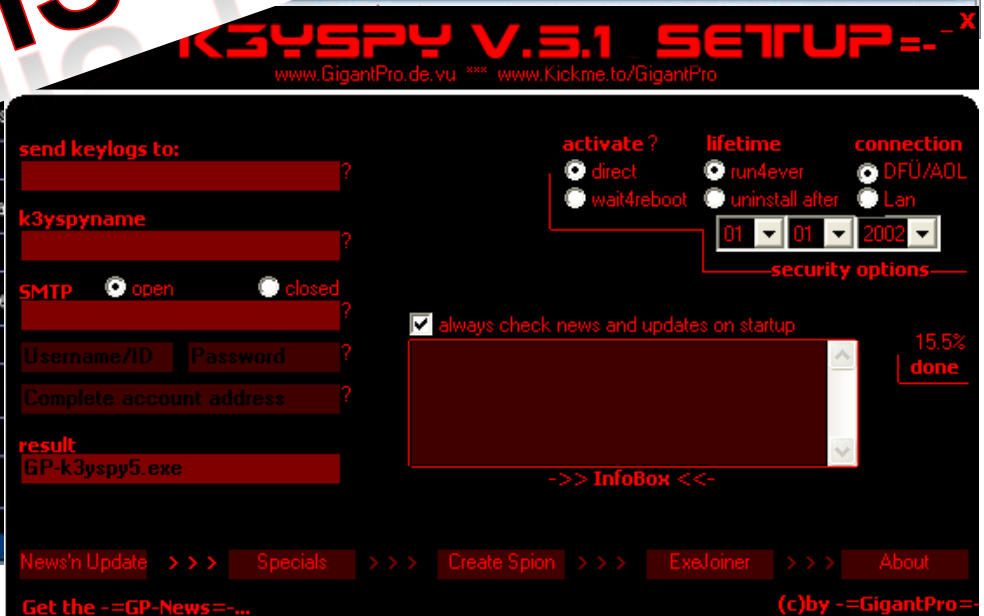 K3YSPY V.5.1 SETUP =-
_ X
www.GigantPro.de.vu *** www.Kickme.to/GigantPro
send keylogs to:
?
k3yspyname
?
SMTP open closed
?
Username/ID Password ?
Complete account address ?
result
GP-k3yspy5.exe
activate ? lifetime connection
direct run4ever DFÜ/AOL
wait4reboot uninstall after Lan
01 01 2002
security options
always check news and updates on startup
15.5%
done
->> InfoBox <<-
News'n Update > > > Specials > > > Create Spion > > > ExeJoiner > > > About
Get the -=GP-News=-...
(c)by -=GigantPro=-